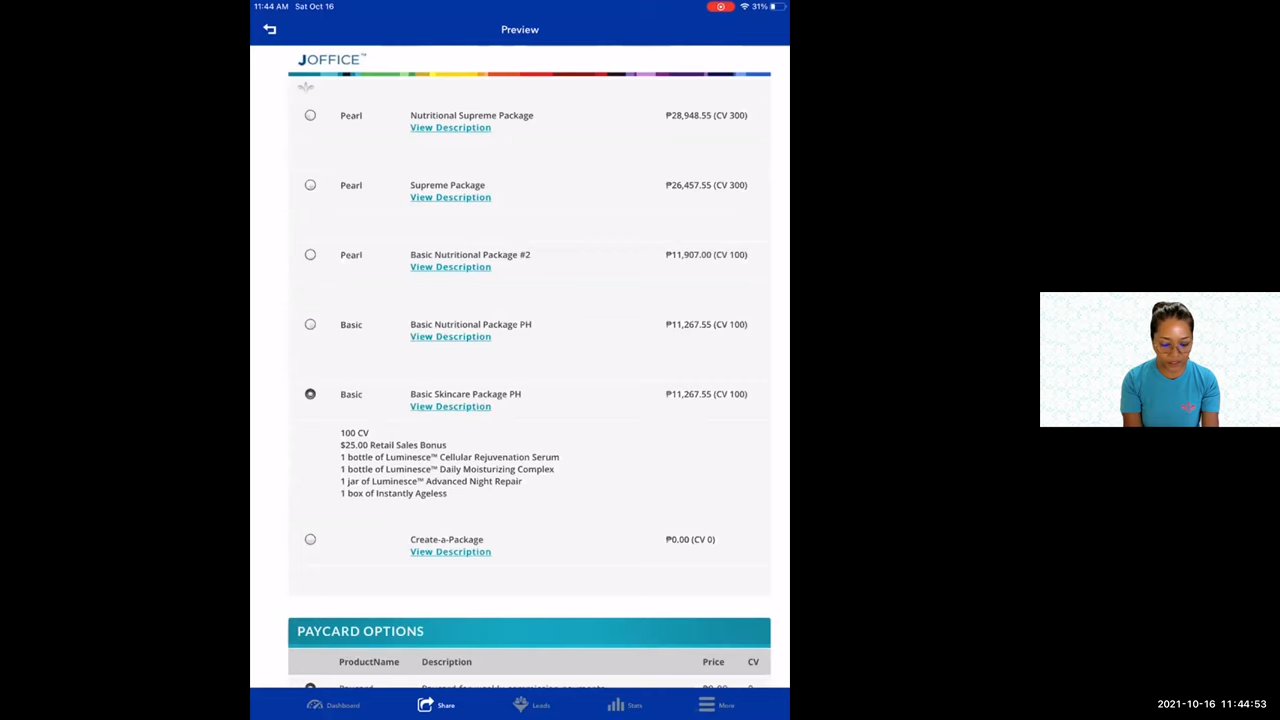 11:44 AM Sat Oct 16
31%
Preview
JOFFICE™
Pearl Nutritional Supreme Package ₱28,948.55 (CV 300)
View Description
Pearl Supreme Package ₱26,457.55 (CV 300)
View Description
Pearl Basic Nutritional Package #2 ₱11,907.00 (CV 100)
View Description
Basic Basic Nutritional Package PH ₱11,267.55 (CV 100)
View Description
Basic Basic Skincare Package PH ₱11,267.55 (CV 100)
View Description
100 CV
$25.00 Retail Sales Bonus
1 bottle of Luminesce™ Cellular Rejuvenation Serum
1 bottle of Luminesce™ Daily Moisturizing Complex
1 jar of Luminesce™ Advanced Night Repair
1 box of Instantly Ageless
Create-a-Package ₱0.00 (CV 0)
View Description
PAYCARD OPTIONS
ProductName Description Price CV
Dashboard Share Leads Stats More
2021-10-16 11:44:53